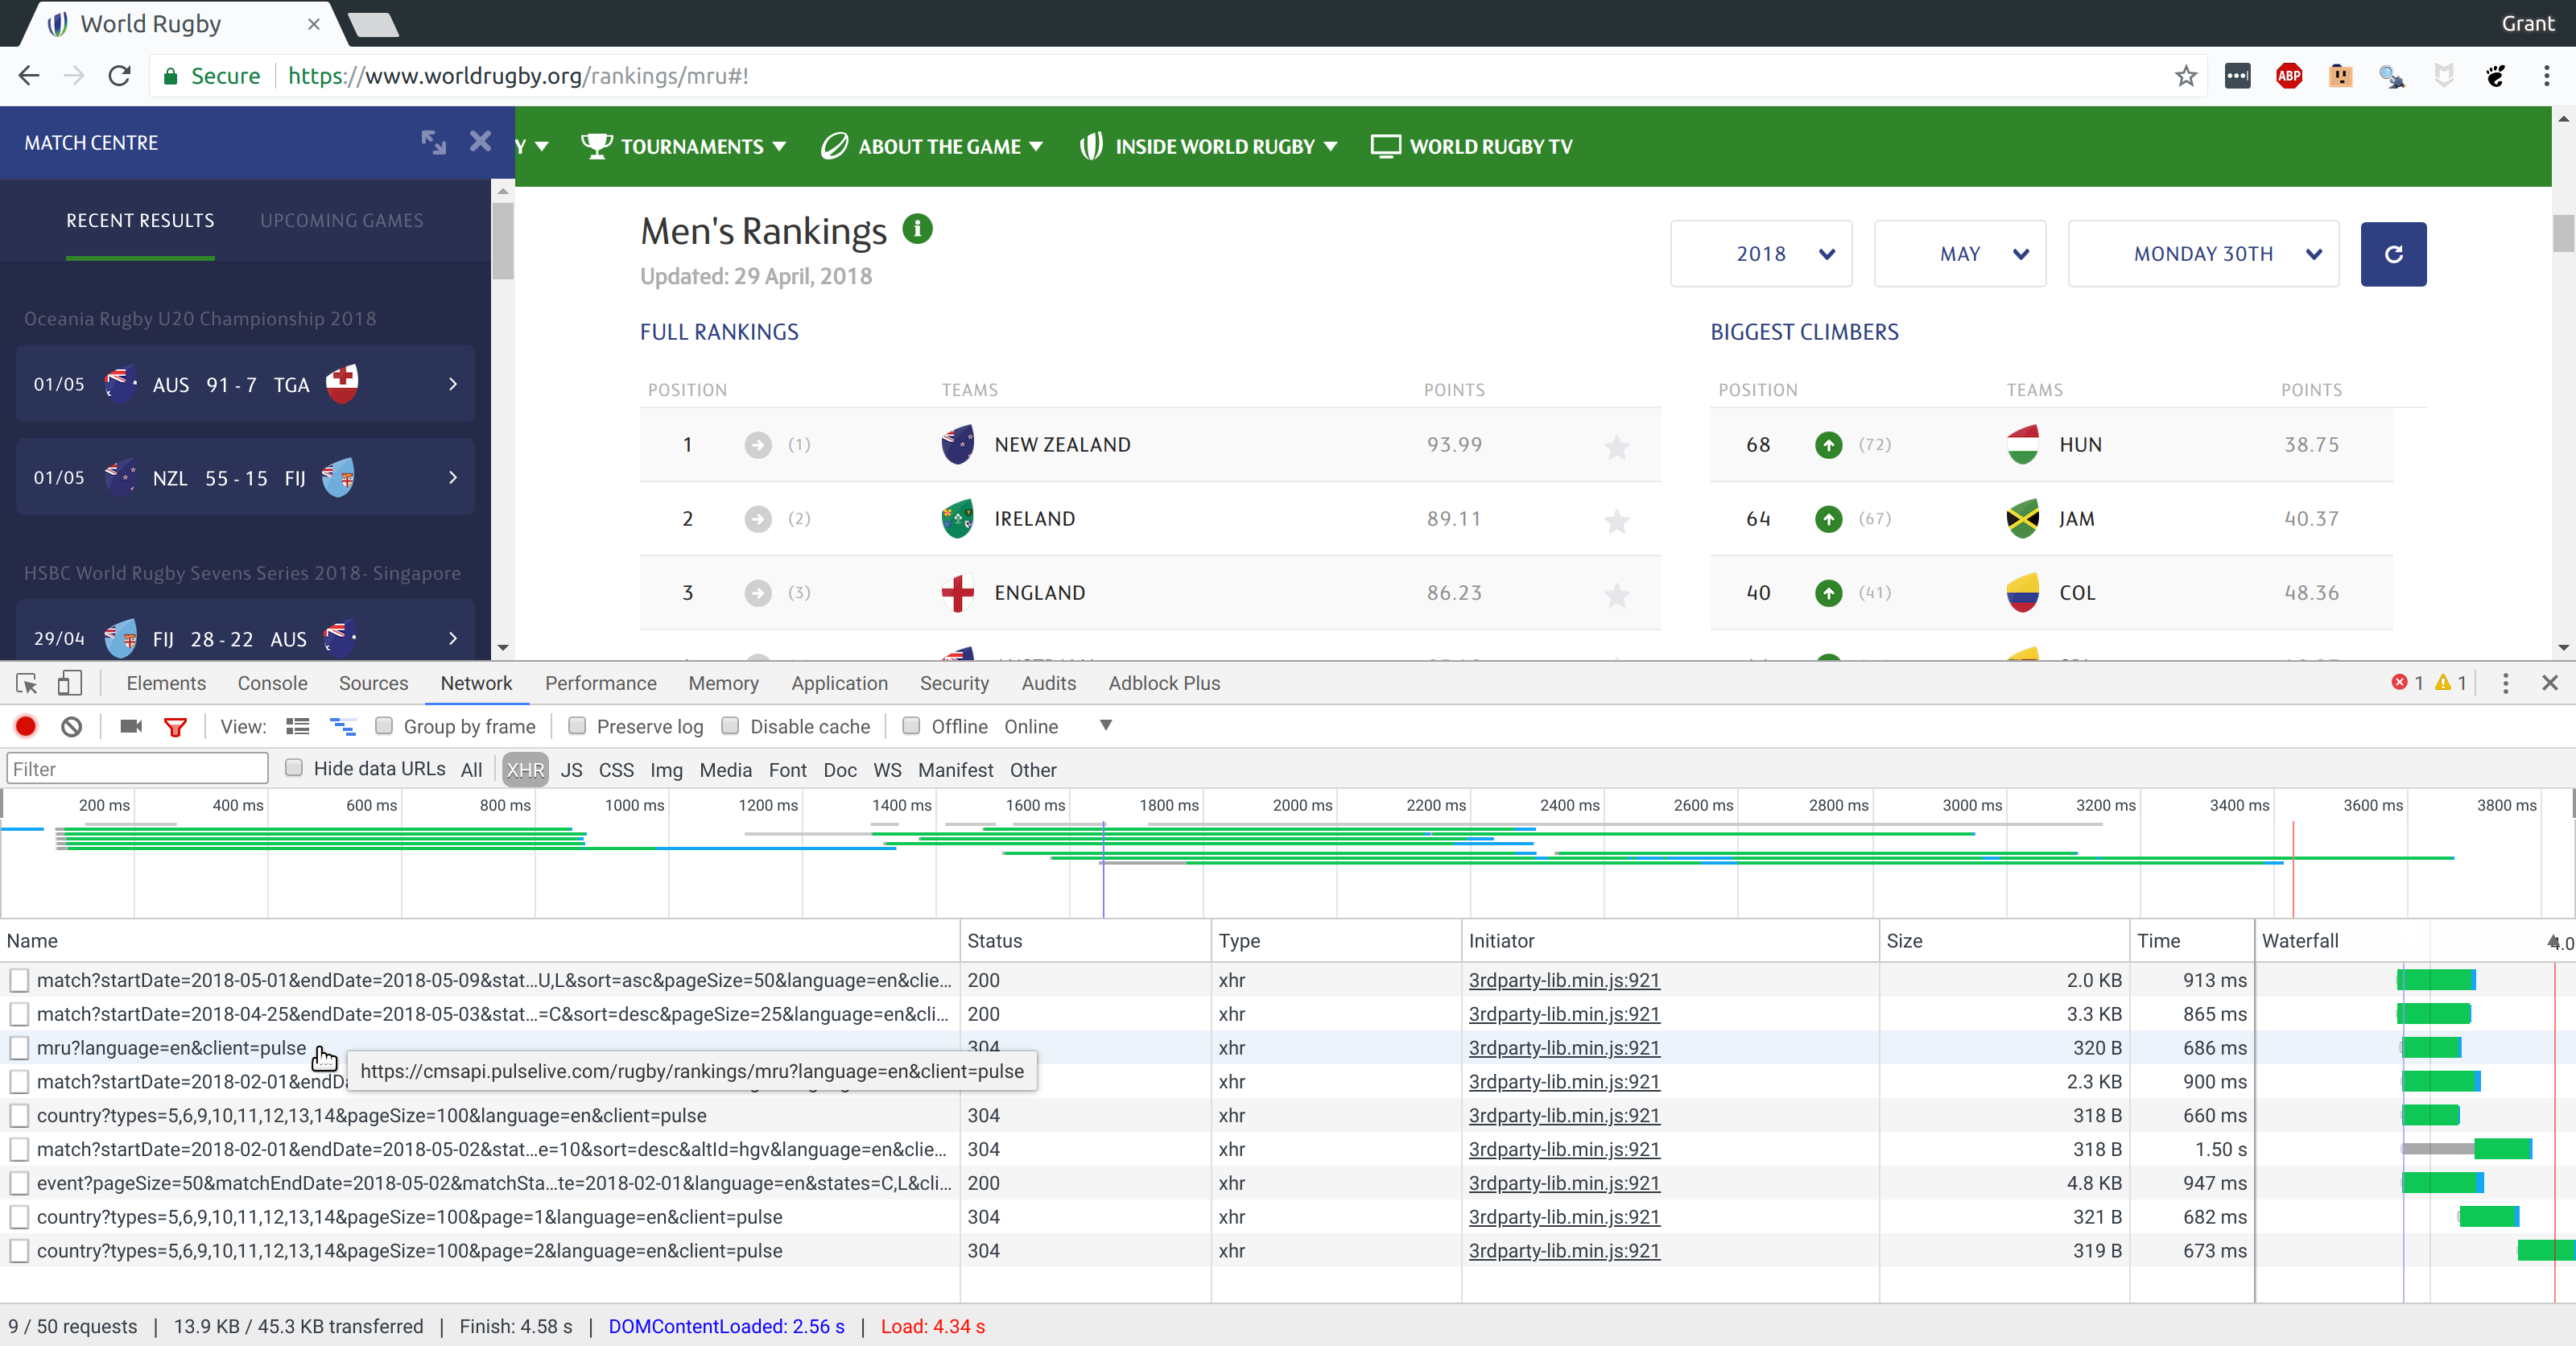 World Rugby
Grant
Secure https://www.worldrugby.org/rankings/mru#!
ABP
MATCH CENTRE
Y TOURNAMENTS ABOUT THE GAME INSIDE WORLD RUGBY WORLD RUGBY TV
RECENT RESULTS UPCOMING GAMES
Oceania Rugby U20 Championship 2018
01/05 AUS 91 - 7 TGA
01/05 NZL 55 - 15 FIJ
HSBC World Rugby Sevens Series 2018- Singapore
29/04 FIJ 28 - 22 AUS
Men's Rankings
Updated: 29 April, 2018
2018 MAY MONDAY 30TH
FULL RANKINGS
POSITION TEAMS POINTS
1 (1) NEW ZEALAND 93.99
2 (2) IRELAND 89.11
3 (3) ENGLAND 86.23
BIGGEST CLIMBERS
POSITION TEAMS POINTS
68 (72) HUN 38.75
64 (67) JAM 40.37
40 (41) COL 48.36
Elements Console Sources Network Performance Memory Application Security Audits Adblock Plus 1 1
View: Group by frame Preserve log Disable cache Offline Online
Filter Hide data URLs All XHR JS CSS Img Media Font Doc WS Manifest Other
200 ms 400 ms 600 ms 800 ms 1000 ms 1200 ms 1400 ms 1600 ms 1800 ms 2000 ms 2200 ms 2400 ms 2600 ms 2800 ms 3000 ms 3200 ms 3400 ms 3600 ms 3800 ms
Name Status Type Initiator Size Time Waterfall
match?startDate=2018-05-01&endDate=2018-05-09&stat…U,L&sort=asc&pageSize=50&language=en&clie… 200 xhr 3rdparty-lib.min.js:921 2.0 KB 913 ms
match?startDate=2018-04-25&endDate=2018-05-03&stat…=C&sort=desc&pageSize=25&language=en&cli… 200 xhr 3rdparty-lib.min.js:921 3.3 KB 865 ms
mru?language=en&client=pulse 304 xhr 3rdparty-lib.min.js:921 320 B 686 ms
https://cmsapi.pulselive.com/rugby/rankings/mru?language=en&client=pulse
match?startDate=2018-02-01&endDa xhr 3rdparty-lib.min.js:921 2.3 KB 900 ms
country?types=5,6,9,10,11,12,13,14&pageSize=100&language=en&client=pulse 304 xhr 3rdparty-lib.min.js:921 318 B 660 ms
match?startDate=2018-02-01&endDate=2018-05-02&stat…e=10&sort=desc&altId=hgv&language=en&clie… 304 xhr 3rdparty-lib.min.js:921 318 B 1.50 s
event?pageSize=50&matchEndDate=2018-05-02&matchSta…te=2018-02-01&language=en&states=C,L&cli… 200 xhr 3rdparty-lib.min.js:921 4.8 KB 947 ms
country?types=5,6,9,10,11,12,13,14&pageSize=100&page=1&language=en&client=pulse 304 xhr 3rdparty-lib.min.js:921 321 B 682 ms
country?types=5,6,9,10,11,12,13,14&pageSize=100&page=2&language=en&client=pulse 304 xhr 3rdparty-lib.min.js:921 319 B 673 ms
9 / 50 requests | 13.9 KB / 45.3 KB transferred | Finish: 4.58 s | DOMContentLoaded: 2.56 s | Load: 4.34 s